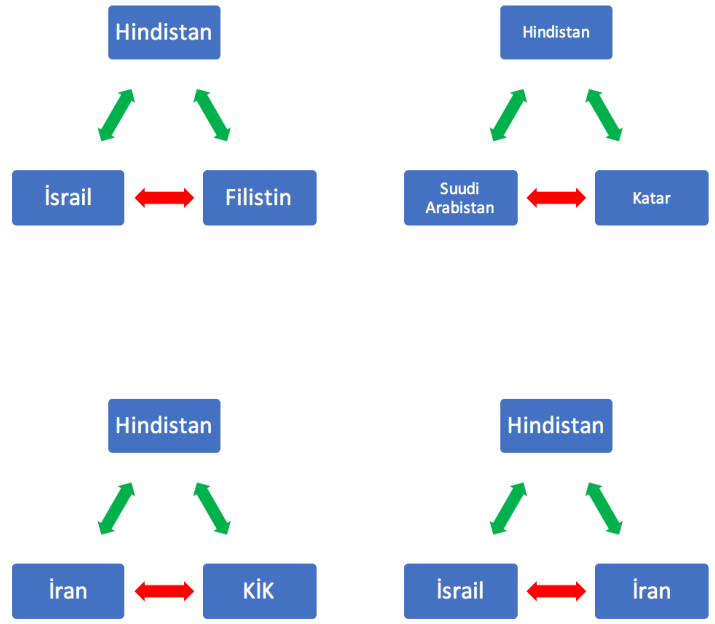 Hindistan
İsrail
Filistin
Hindistan
Suudi
Arabistan
Katar
Hindistan
İran
KİK
Hindistan
İsrail
İran